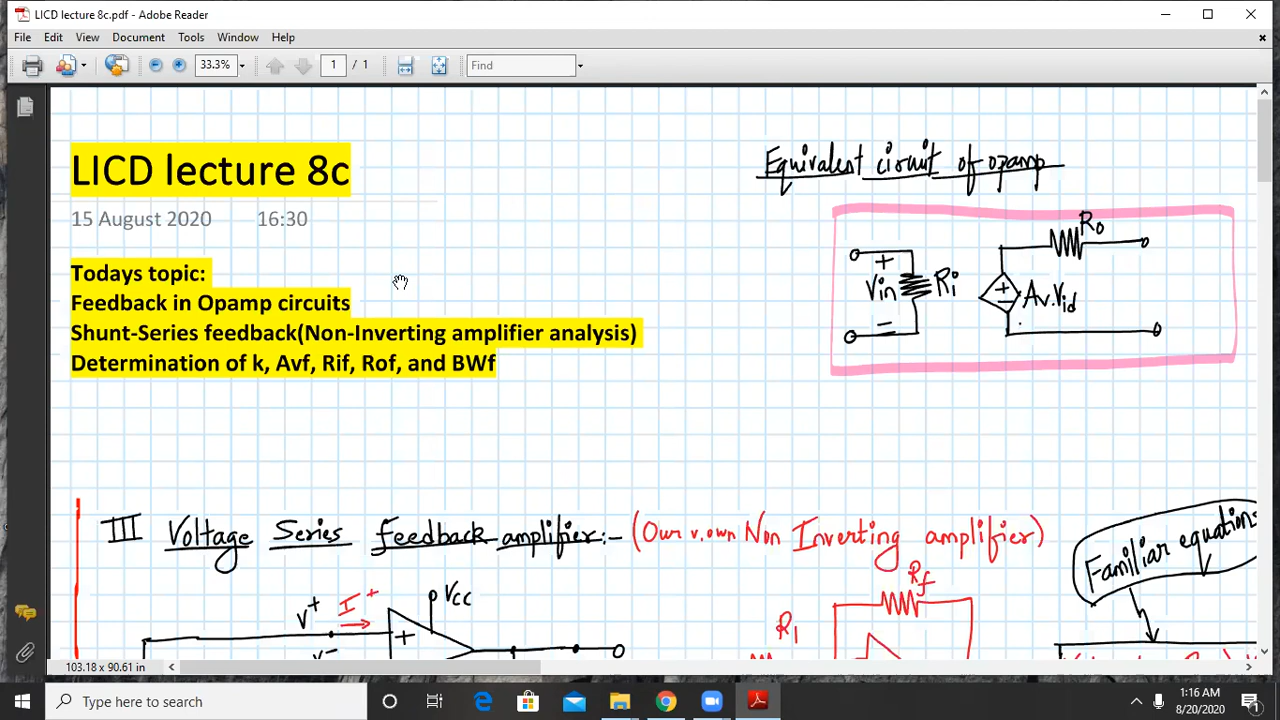 LICD lecture 8c.pdf - Adobe Reader
File Edit View Document Tools Window Help
33.3% 1 / 1 Find
LICD lecture 8c
15 August 2020 16:30
Todays topic:
Feedback in Opamp circuits
Shunt-Series feedback(Non-Inverting amplifier analysis)
Determination of k, Avf, Rif, Rof, and BWf
Equivalent circuit of opamp
Ro
+
Vin Ri + Av.Vid
−
III Voltage Series feedback amplifier:- (Our v.own Non Inverting amplifier)
Familiar equation:
V+ I+ VCC
Rf
R1
+
V-
103.18 x 90.61 in
Type here to search
1:16 AM
8/20/2020
1